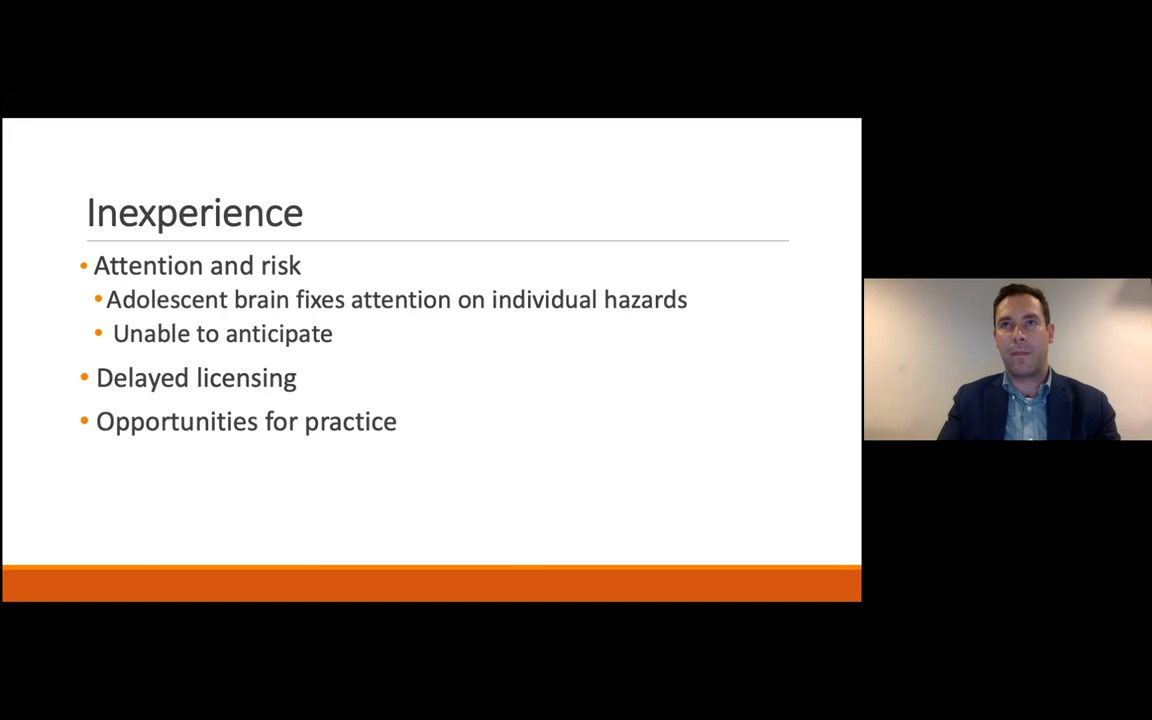 Inexperience
• Attention and risk
• Adolescent brain fixes attention on individual hazards
• Unable to anticipate
• Delayed licensing
• Opportunities for practice